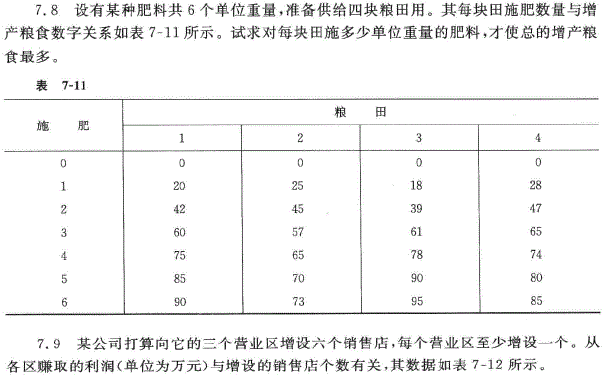 7.8 设有某种肥料共 6 个单位重量,准备供给四块粮田用。其每块田施肥数量与增
产粮食数字关系如表 7-11 所示。试求对每块田施多少单位重量的肥料,才使总的增产粮
食最多。
表 7-11
施 肥 粮 田
1 2 3 4
0 0 0 0 0
1 20 25 18 28
2 42 45 39 47
3 60 57 61 65
4 75 65 78 74
5 85 70 90 80
6 90 73 95 85
7.9 某公司打算向它的三个营业区增设六个销售店,每个营业区至少增设一个。从
各区赚取的利润(单位为万元)与增设的销售店个数有关,其数据如表 7-12 所示。